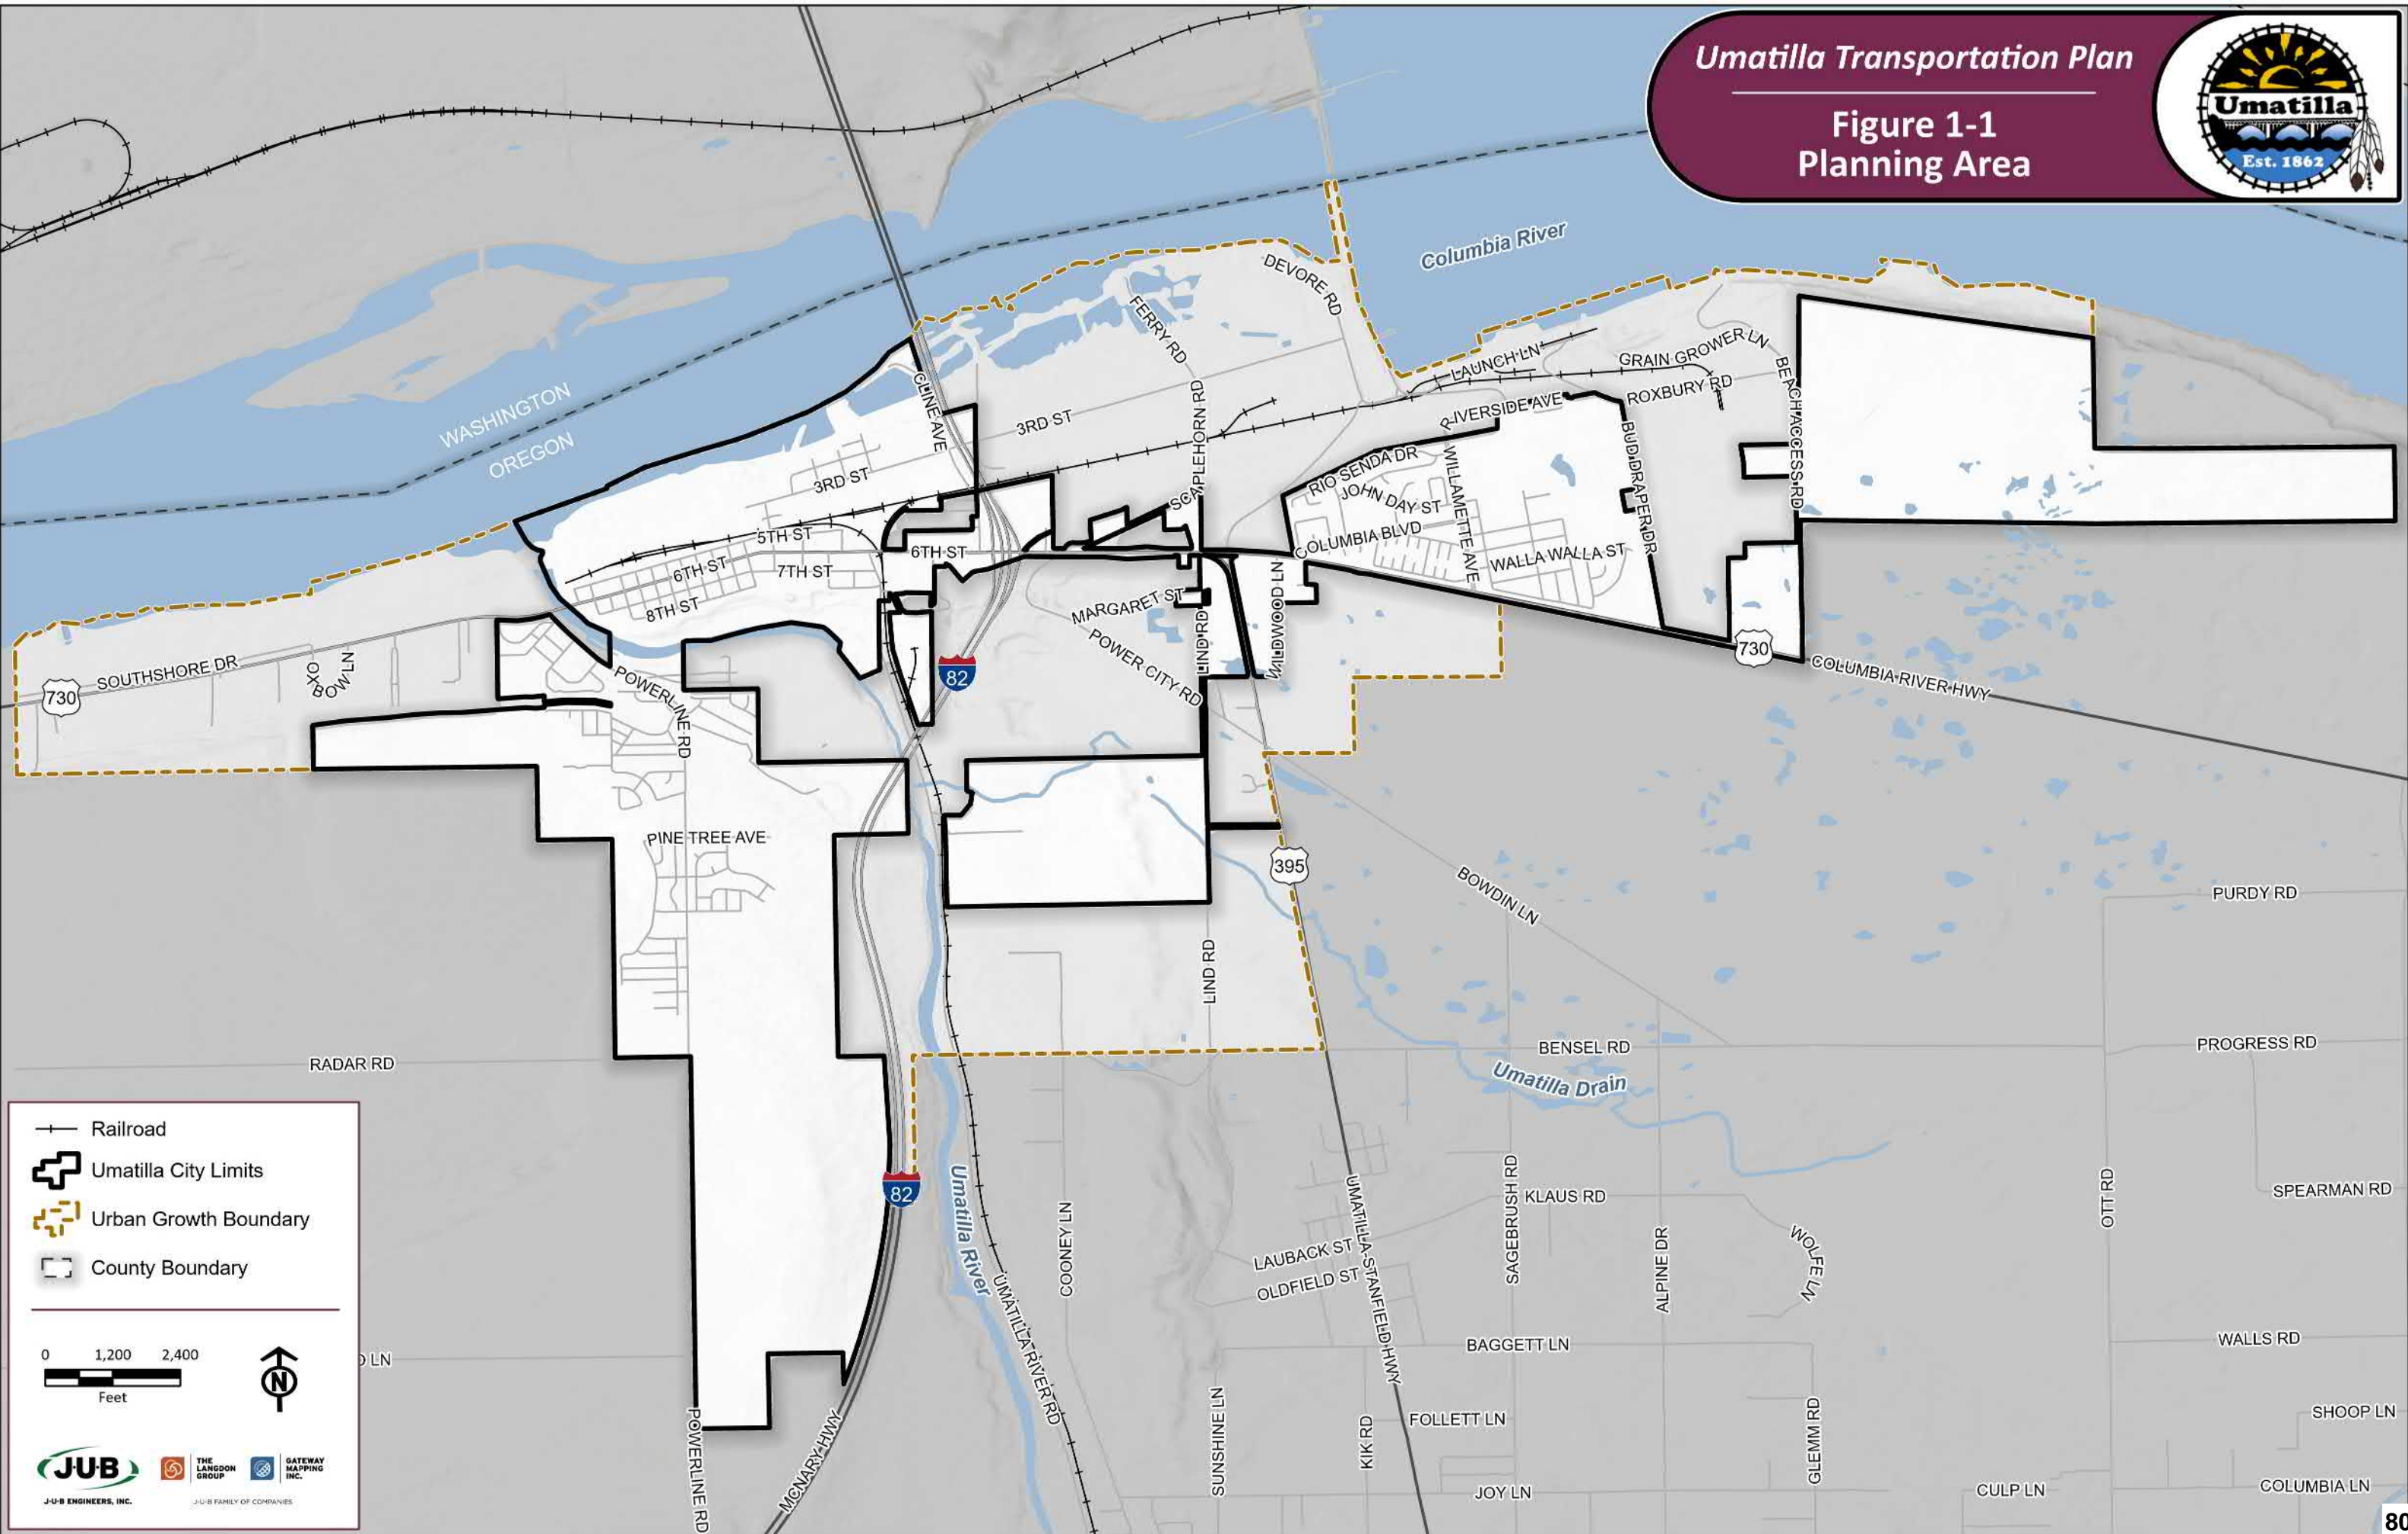 Umatilla Transportation Plan
Figure 1-1
Planning Area
Umatilla
Est. 1862
Columbia River
DEVORE RD
FERRY RD
LAUNCH LN
GRAIN GROWER LN
BEACH ACCESS RD
ROXBURY RD
RIVERSIDE AVE
CLINE AVE
3RD ST
SCAPLEHORN RD
WASHINGTON
OREGON
3RD ST
RIO SENDA DR
JOHN DAY ST
WILLAMETTE AVE
BUD DRAPER DR
COLUMBIA BLVD
WALLA WALLA ST
5TH ST
6TH ST
6TH ST
7TH ST
8TH ST
MARGARET ST
LIND RD
WILDWOOD LN
POWER CITY RD
730
COLUMBIA RIVER HWY
SOUTHSHORE DR
OXBOW LN
730
82
POWERLINE RD
PINE TREE AVE
395
BOWDIN LN
PURDY RD
LIND RD
RADAR RD
BENSEL RD
PROGRESS RD
Umatilla Drain
82
Umatilla River
COONEY LN
UMATILLA RIVER RD
UMATILLA-STANFIELD HWY
SAGEBRUSH RD
KLAUS RD
OTT RD
SPEARMAN RD
LAUBACK ST
OLDFIELD ST
ALPINE DR
WOLFE LN
BAGGETT LN
WALLS RD
SUNSHINE LN
KIK RD
FOLLETT LN
GLEMMI RD
SHOOP LN
JOY LN
CULP LN
COLUMBIA LN
POWERLINE RD
MCNARY HWY
LN
Railroad
Umatilla City Limits
Urban Growth Boundary
County Boundary
0 1,200 2,400
Feet
N
J·U·B
J-U-B ENGINEERS, INC.
THE
LANGDON
GROUP
GATEWAY
MAPPING
INC.
J-U-B FAMILY OF COMPANIES
80